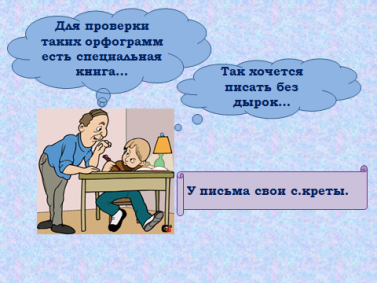 Для проверки
таких орфограмм
есть специальная
книга...
Так хочется
писать без
дырок...
У письма свои с.креты.